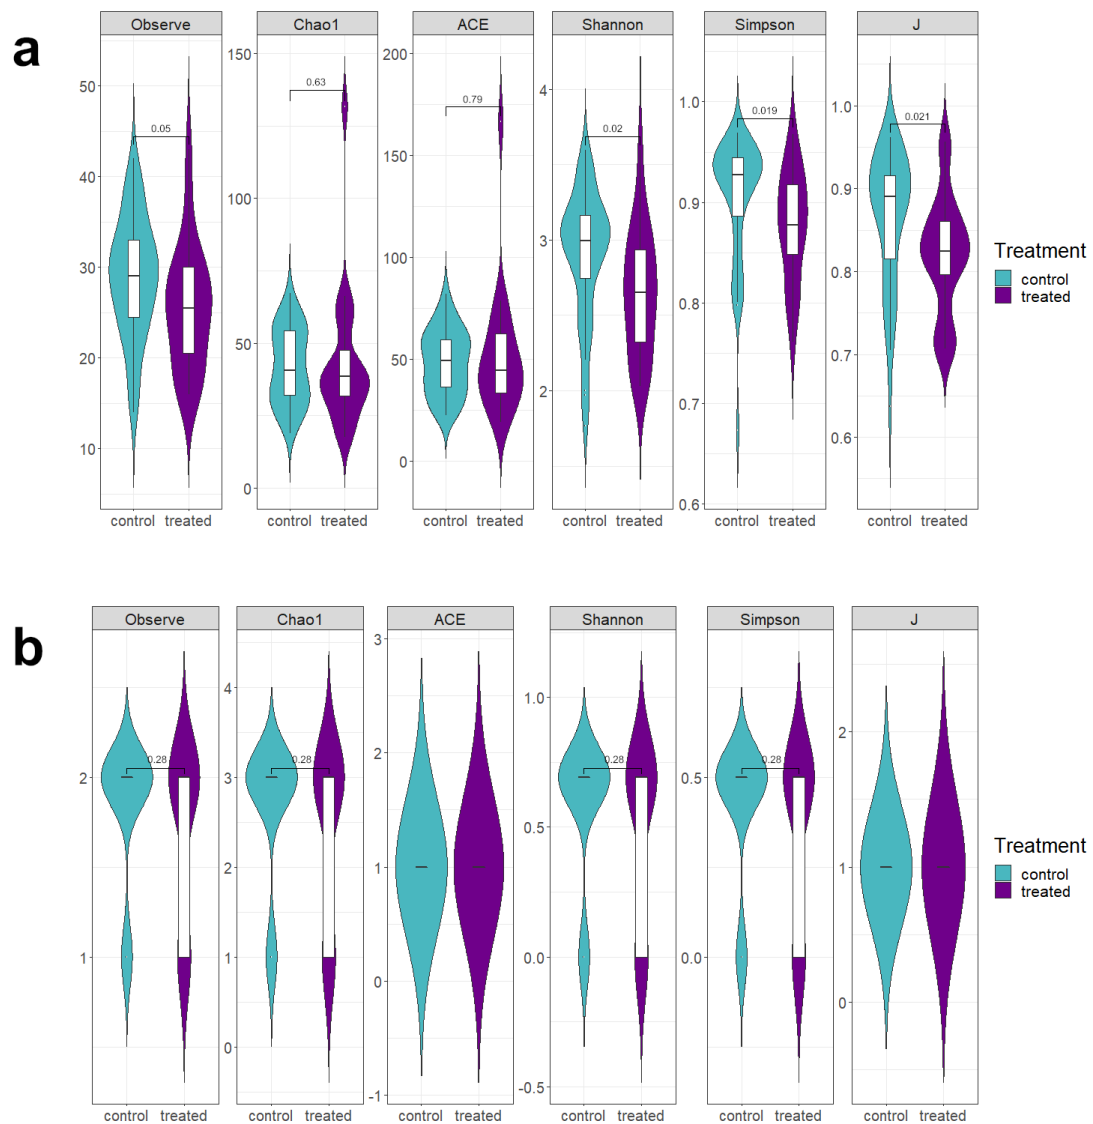 a
Observe Chao1 ACE Shannon Simpson J
50 40 30 20 10
150 100 50 0
200 150 100 50 0
4 3 2
1.0 0.9 0.8 0.7 0.6
1.0 0.9 0.8 0.7 0.6
0.05 0.63 0.79 0.02 0.019 0.021
control treated control treated control treated control treated control treated control treated
Treatment
control
treated
b
Observe Chao1 ACE Shannon Simpson J
2 1
4 3 2 1 0
3 2 1 0 -1
1.0 0.5 0.0 -0.5
0.5 0.0
2 1 0
0.28 0.28 0.28 0.28
control treated control treated control treated control treated control treated control treated
Treatment
control
treated